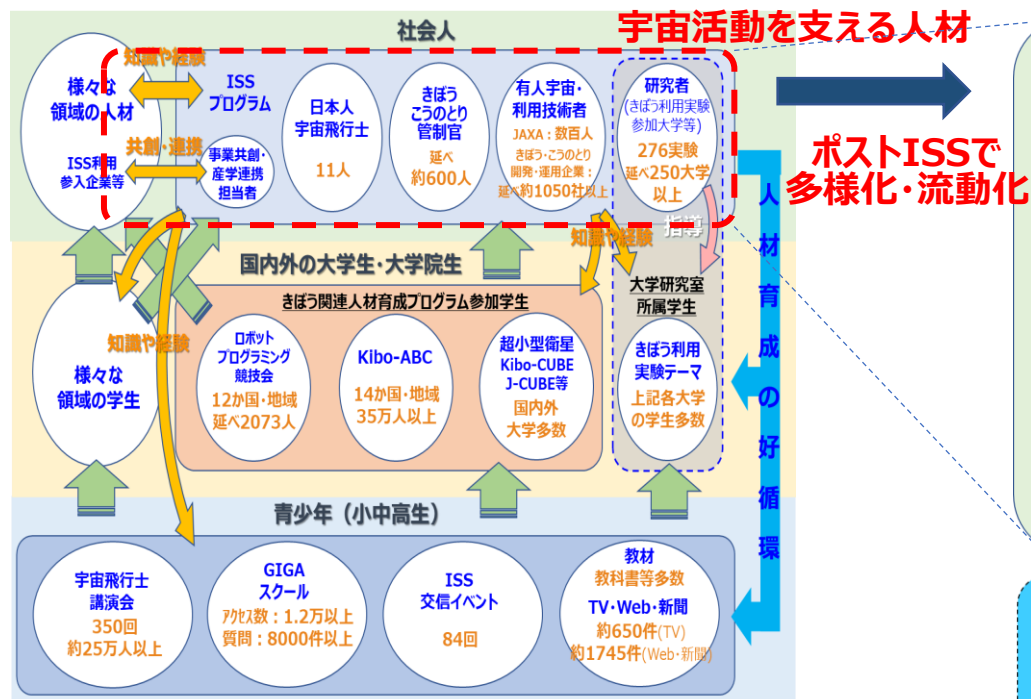 社会人
宇宙活動を支える人材
知識や経験
様々な
領域の人材
ISS利用
参入企業等
共創・連携
ISS
プログラム
事業共創・
産学連携
担当者
日本人
宇宙飛行士
11人
きぼう
こうのとり
管制官
延べ
約600人
有人宇宙・
利用技術者
JAXA：数百人
きぼう・こうのとり
開発・運用企業：
延べ約1050社以上
研究者
(きぼう利用実験
参加大学等)
276実験
延べ250大学
以上
ポストISSで
多様化・流動化
指導
知識や経験
人材育成の好循環
国内外の大学生・大学院生
きぼう関連人材育成プログラム参加学生
大学研究室
所属学生
知識や経験
様々な
領域の学生
ロボット
プログラミング
競技会
12か国・地域
延べ2073人
Kibo-ABC
14か国・地域
35万人以上
超小型衛星
Kibo-CUBE
J-CUBE等
国内外
大学多数
きぼう利用
実験テーマ
上記各大学
の学生多数
青少年（小中高生）
宇宙飛行士
講演会
350回
約25万人以上
GIGA
スクール
アクセス数：1.2万以上
質問：8000件以上
ISS
交信イベント
84回
教材
教科書等多数
TV・Web・新聞
約650件(TV)
約1745件(Web・新聞)